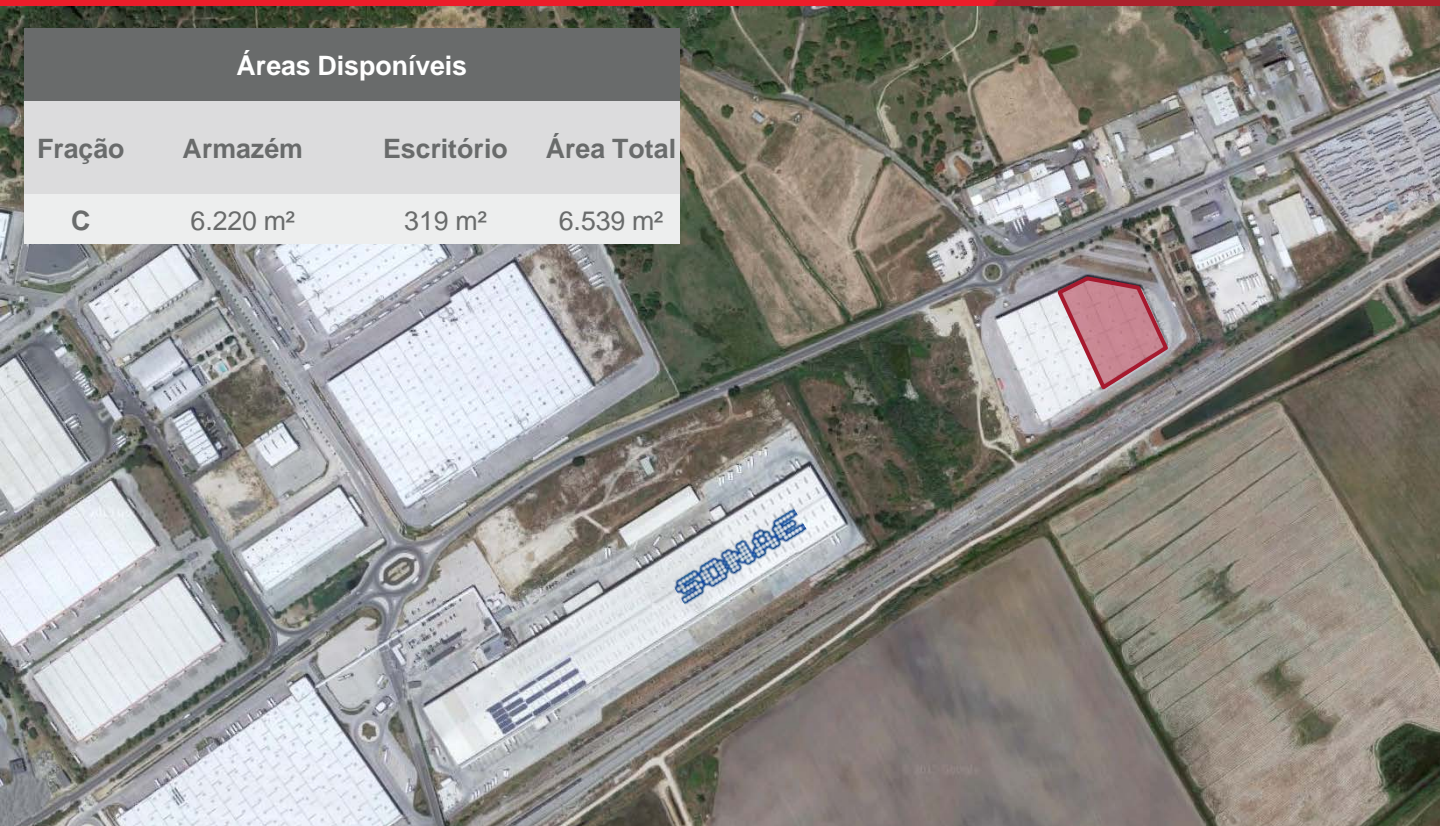 Áreas Disponíveis
Fração Armazém Escritório Área Total
C 6.220 m² 319 m² 6.539 m²
SONAE